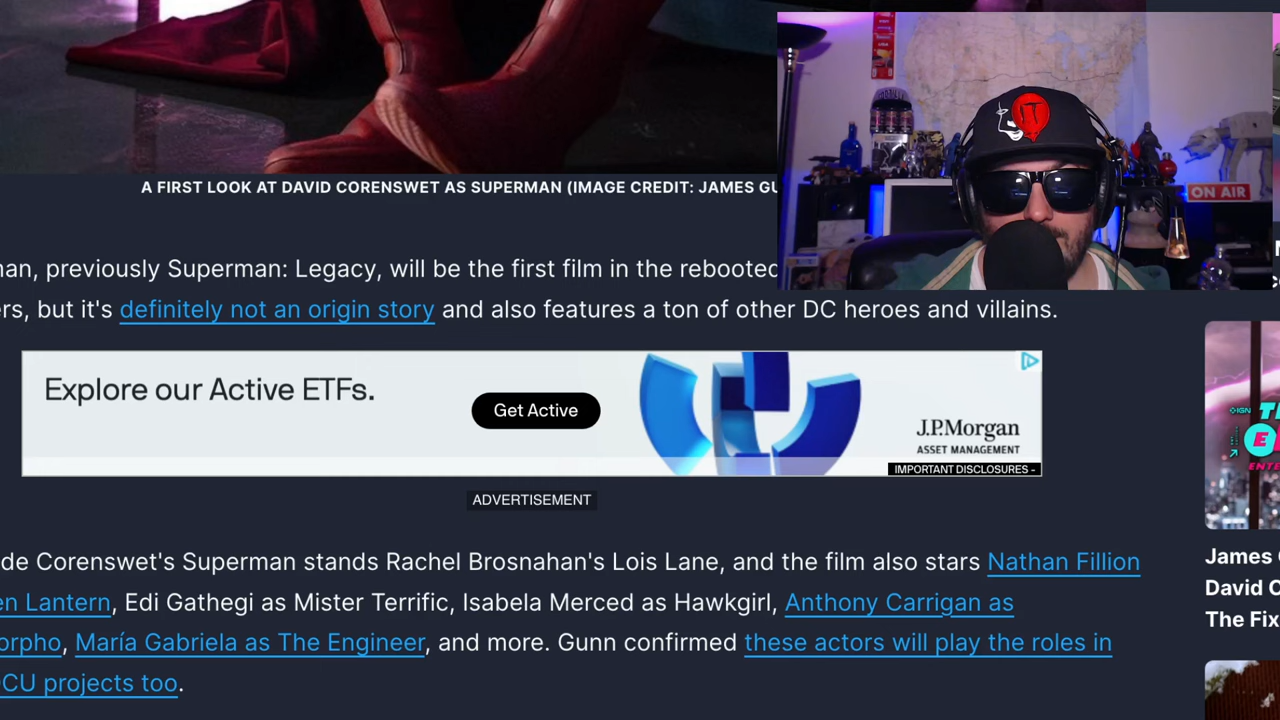 A FIRST LOOK AT DAVID CORENSWET AS SUPERMAN (IMAGE CREDIT: JAMES GU
IT
ON AIR
man, previously Superman: Legacy, will be the first film in the rebooted
ers, but it's definitely not an origin story and also features a ton of other DC heroes and villains.
Explore our Active ETFs.
Get Active
J.P.Morgan
ASSET MANAGEMENT
IMPORTANT DISCLOSURES -
ADVERTISEMENT
de Corenswet's Superman stands Rachel Brosnahan's Lois Lane, and the film also stars Nathan Fillion
en Lantern, Edi Gathegi as Mister Terrific, Isabela Merced as Hawkgirl, Anthony Carrigan as
orpho, María Gabriela as The Engineer, and more. Gunn confirmed these actors will play the roles in
DCU projects too.
IGN
James
David C
The Fix